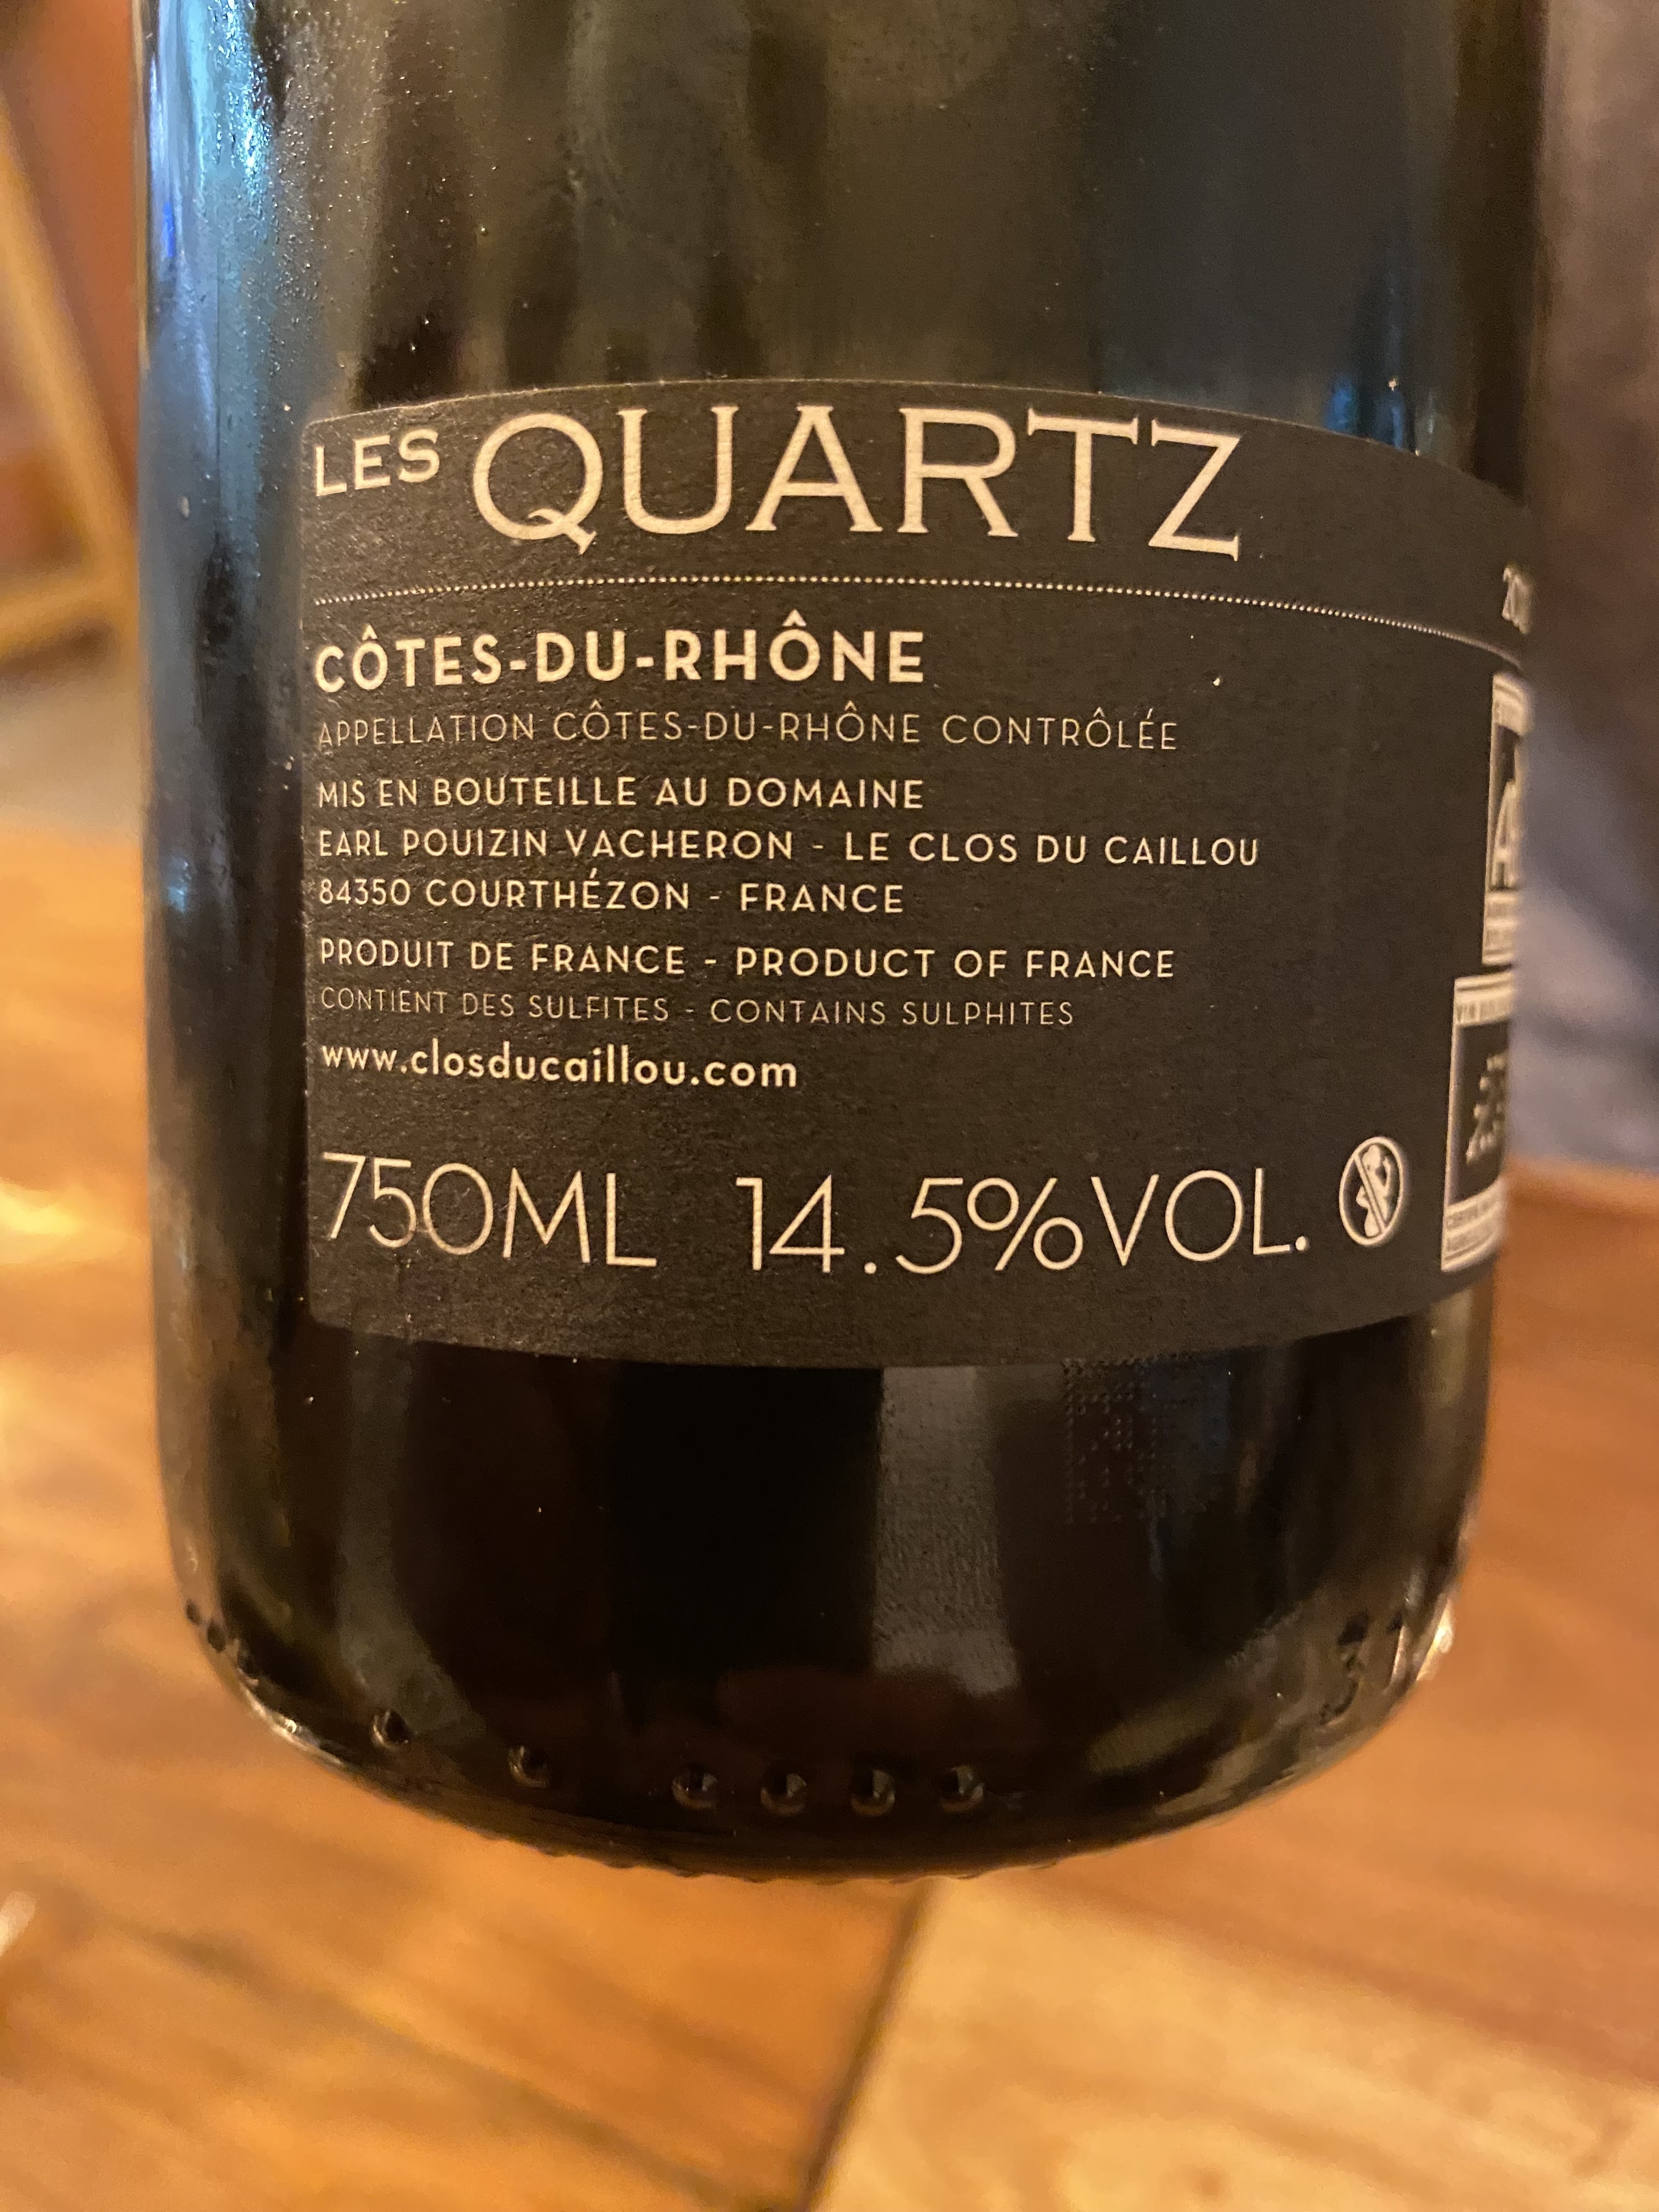 LES QUARTZ
CÔTES-DU-RHÔNE
APPELLATION CÔTES-DU-RHÔNE CONTRÔLÉE
MIS EN BOUTEILLE AU DOMAINE
EARL POUIZIN VACHERON - LE CLOS DU CAILLOU
84350 COURTHÉZON - FRANCE
PRODUIT DE FRANCE - PRODUCT OF FRANCE
CONTIENT DES SULFITES - CONTAINS SULPHITES
www.closducaillou.com
750ML 14.5%VOL.